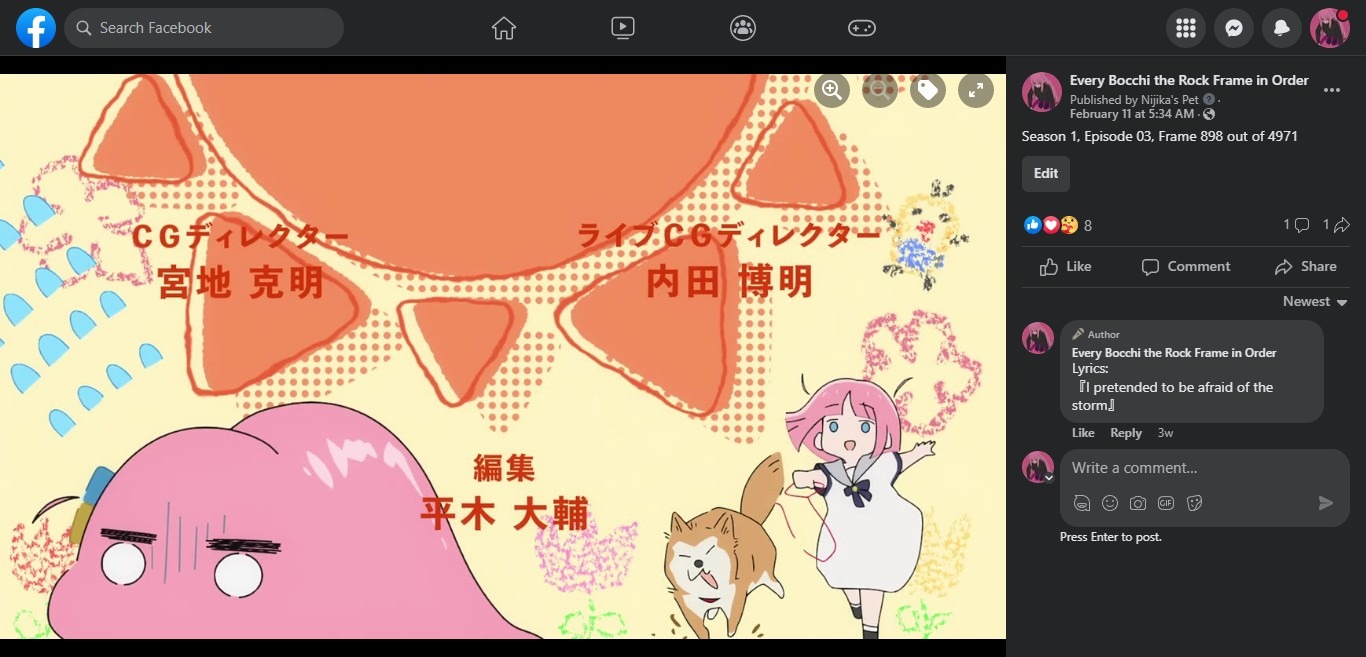 Search Facebook
CGディレクター
宮地 克明
ライブCGディレクター
内田 博明
編集
平木 大輔
Every Bocchi the Rock Frame in Order
Published by Nijika's Pet ·
February 11 at 5:34 AM ·
Season 1, Episode 03, Frame 898 out of 4971
Edit
8
1
1
Like
Comment
Share
Newest
Author
Every Bocchi the Rock Frame in Order
Lyrics:
『I pretended to be afraid of the
storm』
Like Reply 3w
Write a comment…
GIF
Press Enter to post.